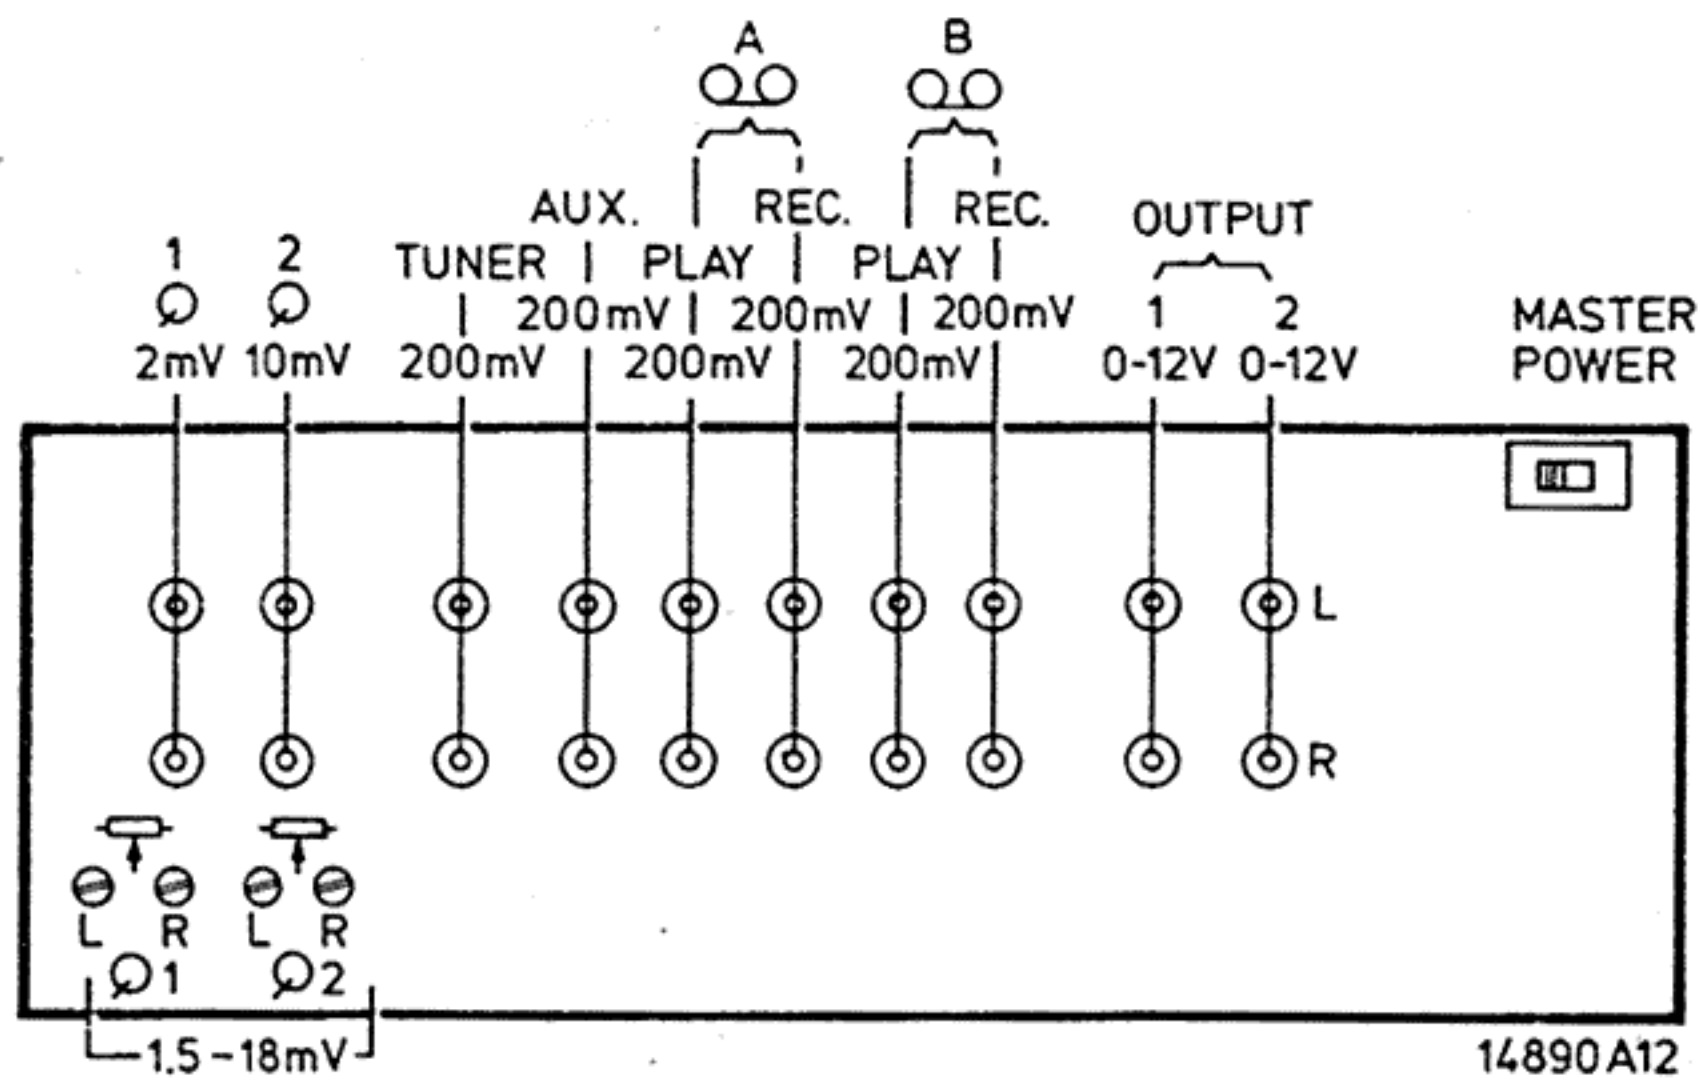 A B
AUX. REC. REC. OUTPUT
1 2 TUNER PLAY PLAY
200mV 200mV 200mV 1 2 MASTER
2mV 10mV 200mV 200mV 200mV 0-12V 0-12V POWER
L
R
L R L R
1 2
1.5-18mV 14890A12